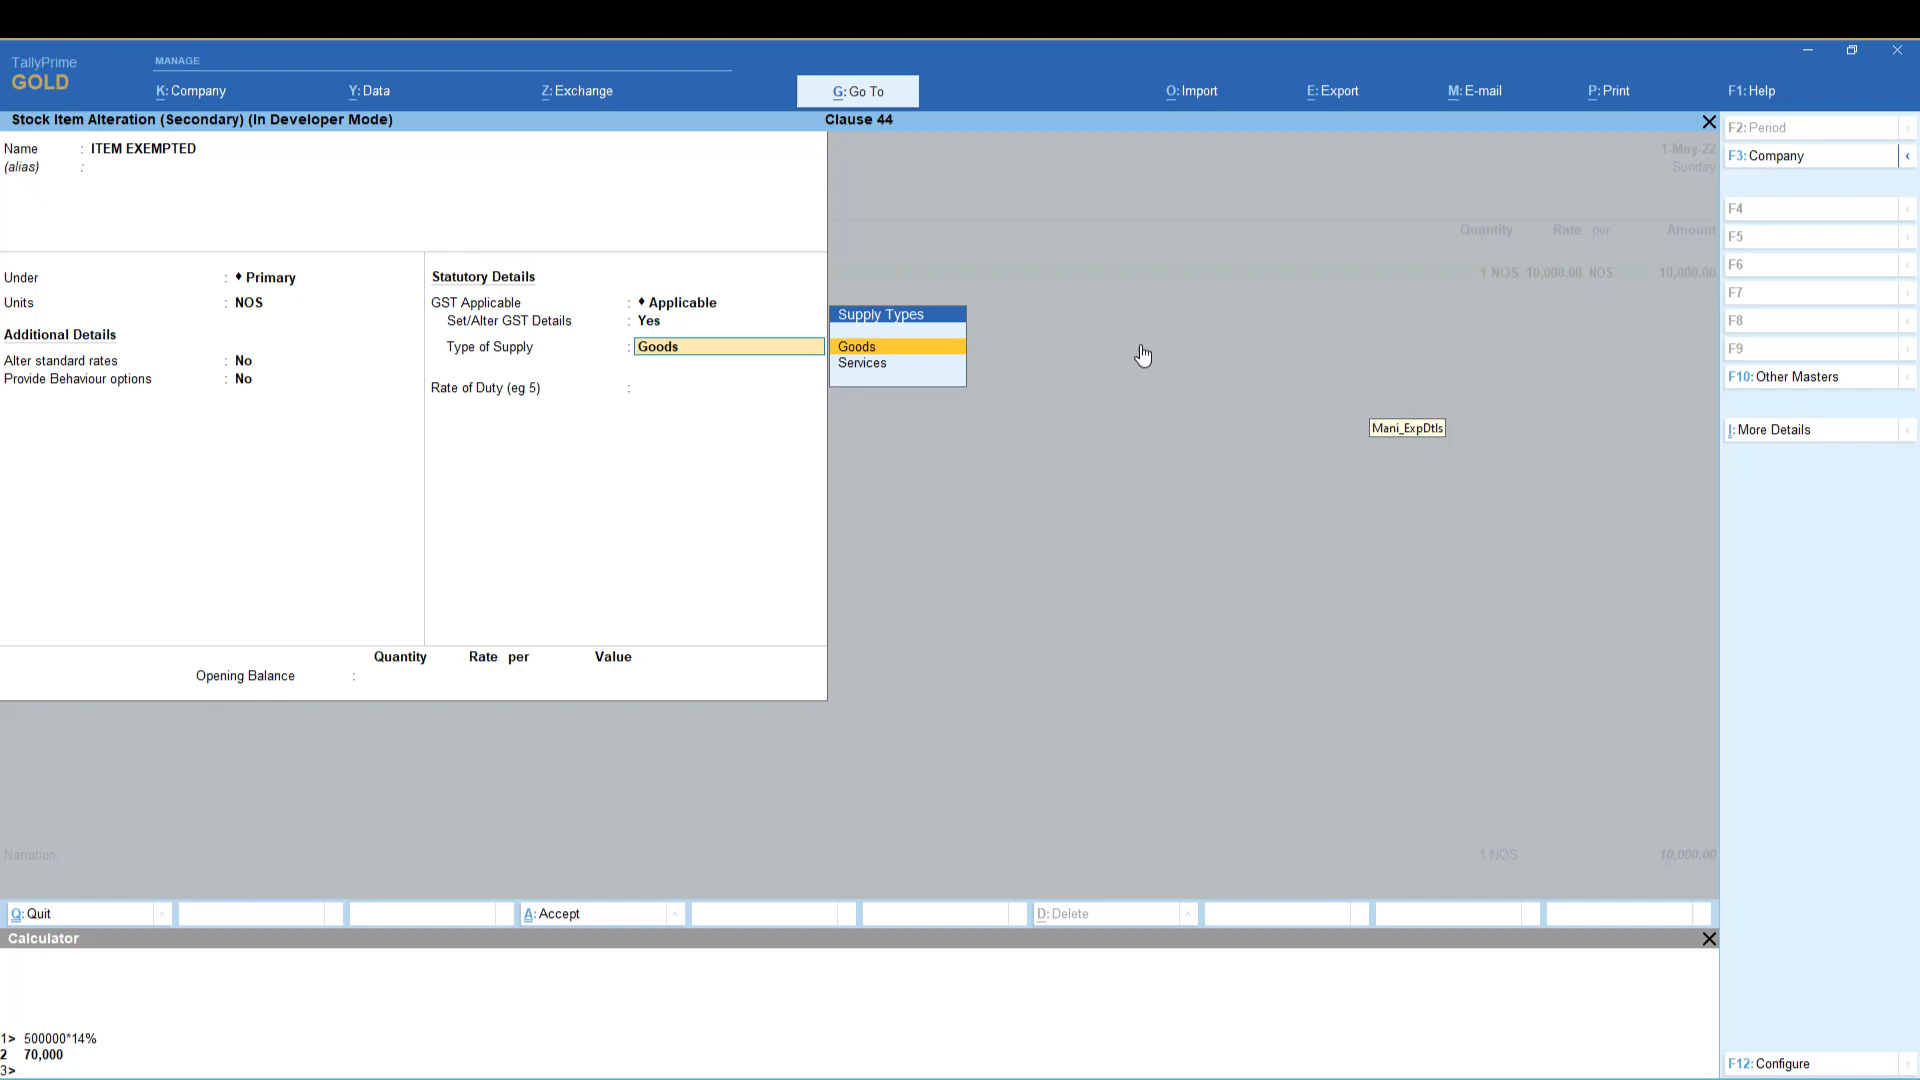 TallyPrime
GOLD
MANAGE
K: Company
Y: Data
Z: Exchange
G: Go To
O: Import
E: Export
M: E-mail
P: Print
F1: Help
Stock Item Alteration (Secondary) (In Developer Mode)
Clause 44
Name : ITEM EXEMPTED
(alias) :
1-May-22
Sunday
Quantity Rate per Amount
1 NOS 10,000.00 NOS 10,000.00
Under : ♦ Primary
Units : NOS
Additional Details
Alter standard rates : No
Provide Behaviour options : No
Statutory Details
GST Applicable : ♦ Applicable
Set/Alter GST Details : Yes
Type of Supply : Goods
Rate of Duty (eg 5) :
Supply Types
Goods
Services
Mani_ExpDtls
Quantity Rate per Value
Opening Balance :
Narration:
1 NOS 10,000.00
Q: Quit
A: Accept
D: Delete
Calculator
1> 500000*14%
2 70,000
3>
F2: Period
F3: Company
F4
F5
F6
F7
F8
F9
F10: Other Masters
I: More Details
F12: Configure